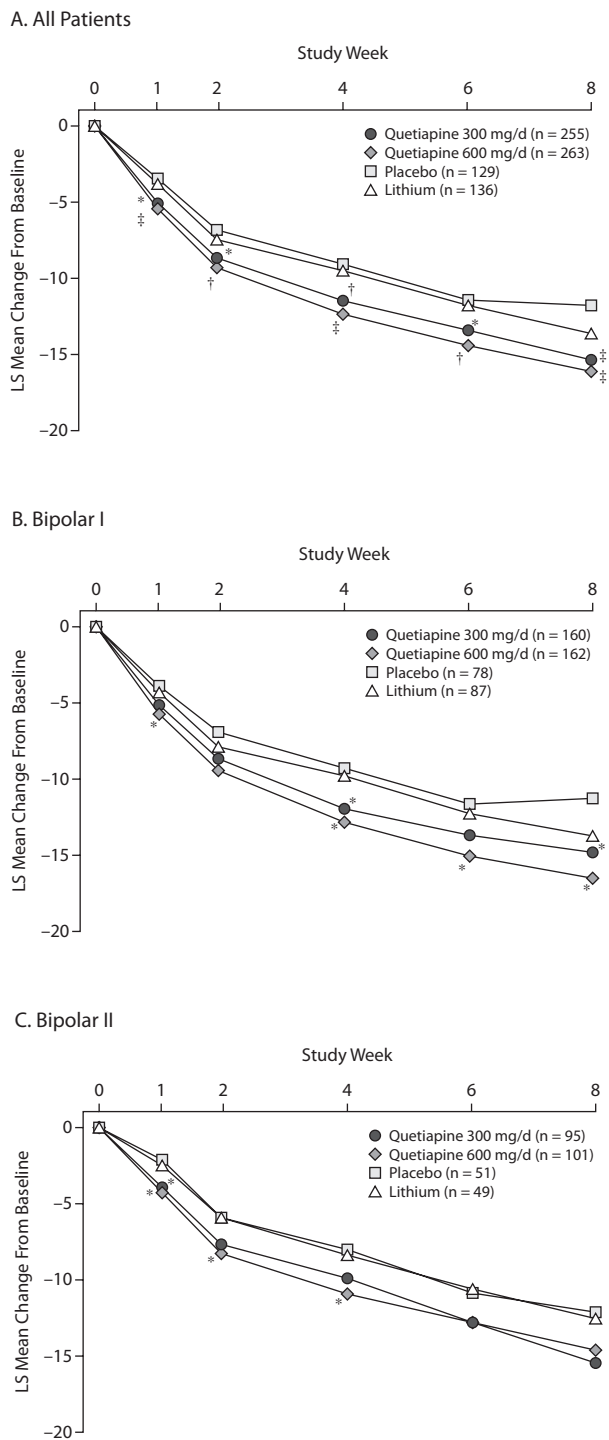 A. All Patients
Study Week
0 1 2 4 6 8
LS Mean Change From Baseline
0
−5
−10
−15
−20
Quetiapine 300 mg/d (n = 255)
Quetiapine 600 mg/d (n = 263)
Placebo (n = 129)
Lithium (n = 136)
*
‡
*
†
†
‡
*
†
‡
‡
B. Bipolar I
Study Week
0 1 2 4 6 8
LS Mean Change From Baseline
0
−5
−10
−15
−20
Quetiapine 300 mg/d (n = 160)
Quetiapine 600 mg/d (n = 162)
Placebo (n = 78)
Lithium (n = 87)
*
*
*
*
*
*
C. Bipolar II
Study Week
0 1 2 4 6 8
LS Mean Change From Baseline
0
−5
−10
−15
−20
Quetiapine 300 mg/d (n = 95)
Quetiapine 600 mg/d (n = 101)
Placebo (n = 51)
Lithium (n = 49)
*
*
*
*